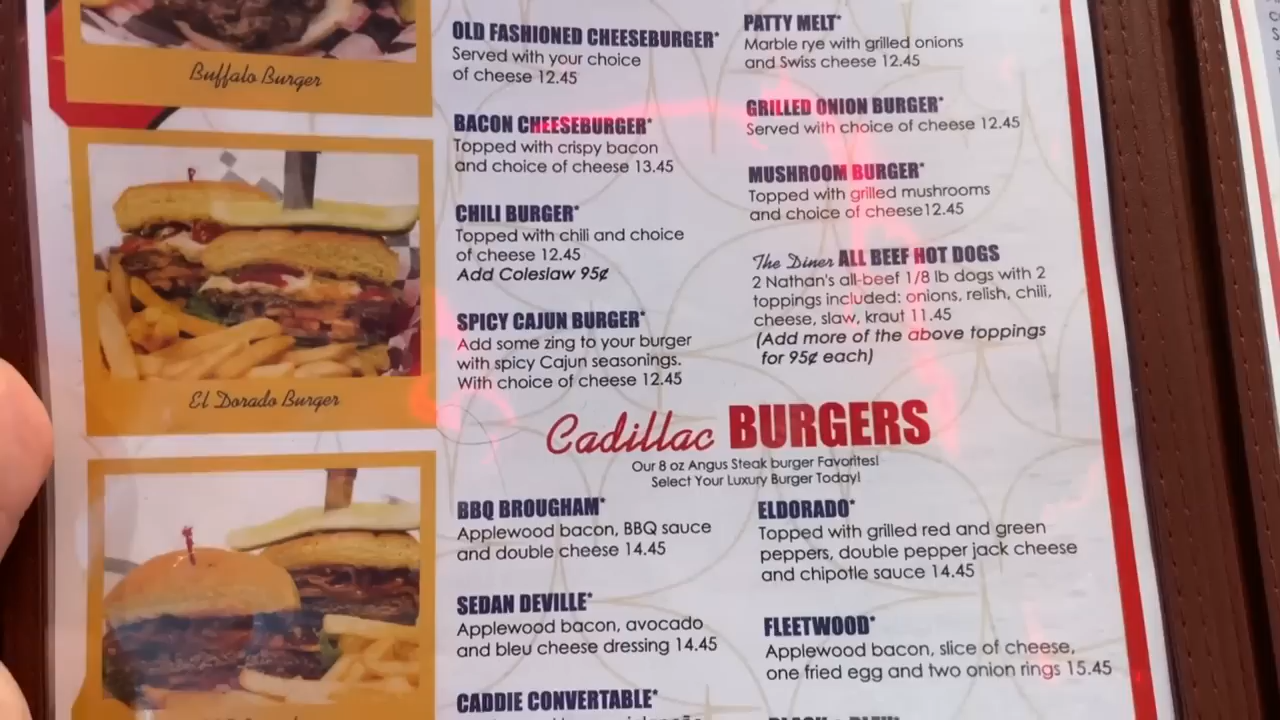 Buffalo Burger
El Dorado Burger
OLD FASHIONED CHEESEBURGER*
Served with your choice
of cheese 12.45
BACON CHEESEBURGER*
Topped with crispy bacon
and choice of cheese 13.45
CHILI BURGER*
Topped with chili and choice
of cheese 12.45
Add Coleslaw 95¢
SPICY CAJUN BURGER*
Add some zing to your burger
with spicy Cajun seasonings.
With choice of cheese 12.45
PATTY MELT*
Marble rye with grilled onions
and Swiss cheese 12.45
GRILLED ONION BURGER*
Served with choice of cheese 12.45
MUSHROOM BURGER*
Topped with grilled mushrooms
and choice of cheese12.45
The Diner ALL BEEF HOT DOGS
2 Nathan's all-beef 1/8 lb dogs with 2
toppings included: onions, relish, chili,
cheese, slaw, kraut 11.45
(Add more of the above toppings
for 95¢ each)
Cadillac BURGERS
Our 8 oz Angus Steak burger Favorites!
Select Your Luxury Burger Today!
BBQ BROUGHAM*
Applewood bacon, BBQ sauce
and double cheese 14.45
SEDAN DEVILLE*
Applewood bacon, avocado
and bleu cheese dressing 14.45
CADDIE CONVERTABLE*
ELDORADO*
Topped with grilled red and green
peppers, double pepper jack cheese
and chipotle sauce 14.45
FLEETWOOD*
Applewood bacon, slice of cheese,
one fried egg and two onion rings 15.45